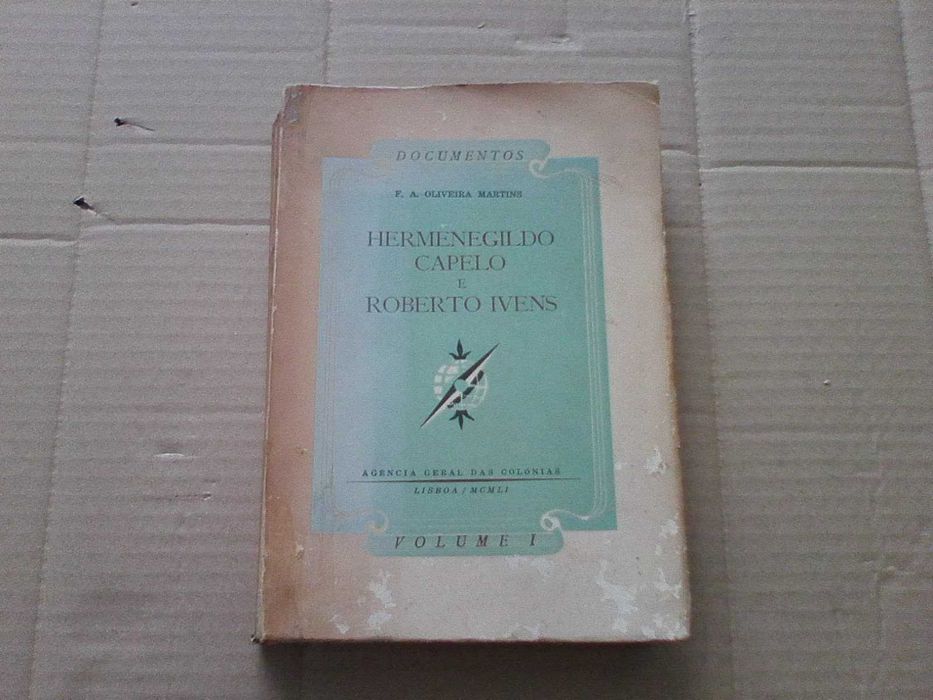 DOCUMENTOS
F. A. OLIVEIRA MARTINS
HERMENEGILDO
CAPELO
E
ROBERTO IVENS
AGENCIA GERAL DAS COLÓNIAS
LISBOA / MCMLI
VOLUME I